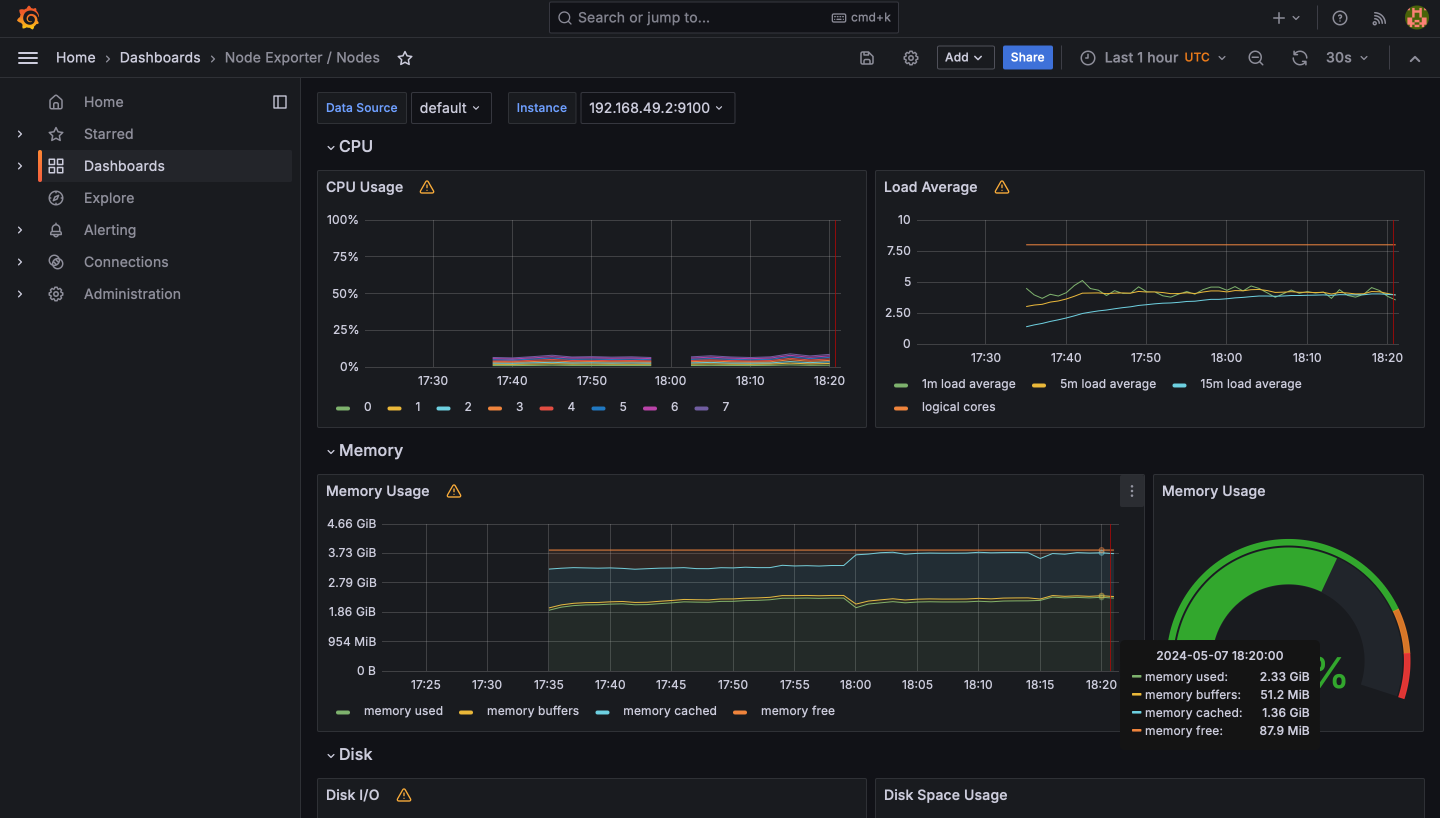 Search or jump to... cmd+k
Home › Dashboards › Node Exporter / Nodes Add Share Last 1 hour UTC 30s
Home
Starred
Dashboards
Explore
Alerting
Connections
Administration
Data Source default Instance 192.168.49.2:9100
CPU
CPU Usage
100%
75%
50%
25%
0%
17:30 17:40 17:50 18:00 18:10 18:20
0 1 2 3 4 5 6 7
Load Average
10
7.50
5
2.50
0
17:30 17:40 17:50 18:00 18:10 18:20
1m load average 5m load average 15m load average
logical cores
Memory
Memory Usage
4.66 GiB
3.73 GiB
2.79 GiB
1.86 GiB
954 MiB
0 B
17:25 17:30 17:35 17:40 17:45 17:50 17:55 18:00 18:05 18:10 18:15 18:20
memory used memory buffers memory cached memory free
Memory Usage
%
2024-05-07 18:20:00
memory used: 2.33 GiB
memory buffers: 51.2 MiB
memory cached: 1.36 GiB
memory free: 87.9 MiB
Disk
Disk I/O
Disk Space Usage